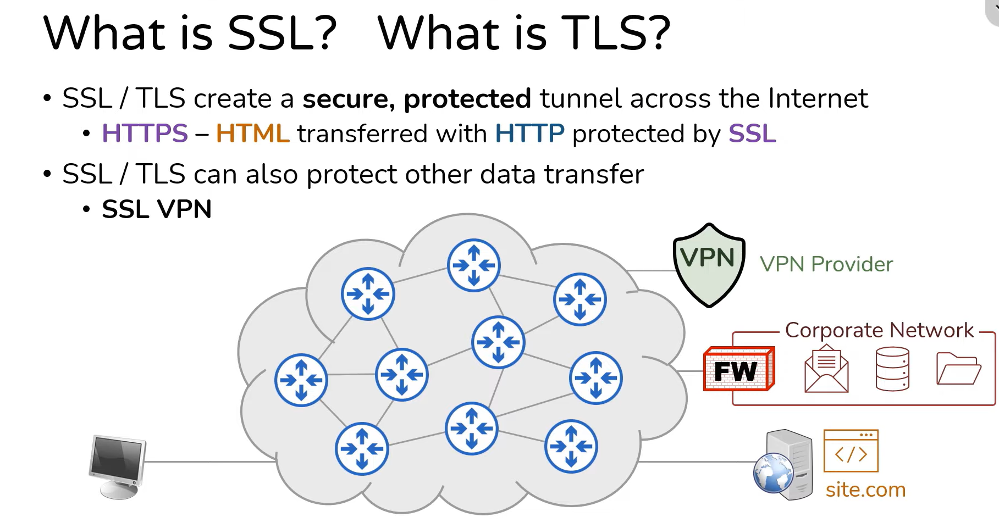 What is SSL? What is TLS?
• SSL / TLS create a secure, protected tunnel across the Internet
• HTTPS – HTML transferred with HTTP protected by SSL
• SSL / TLS can also protect other data transfer
• SSL VPN
VPN
VPN Provider
Corporate Network
FW
</>
site.com